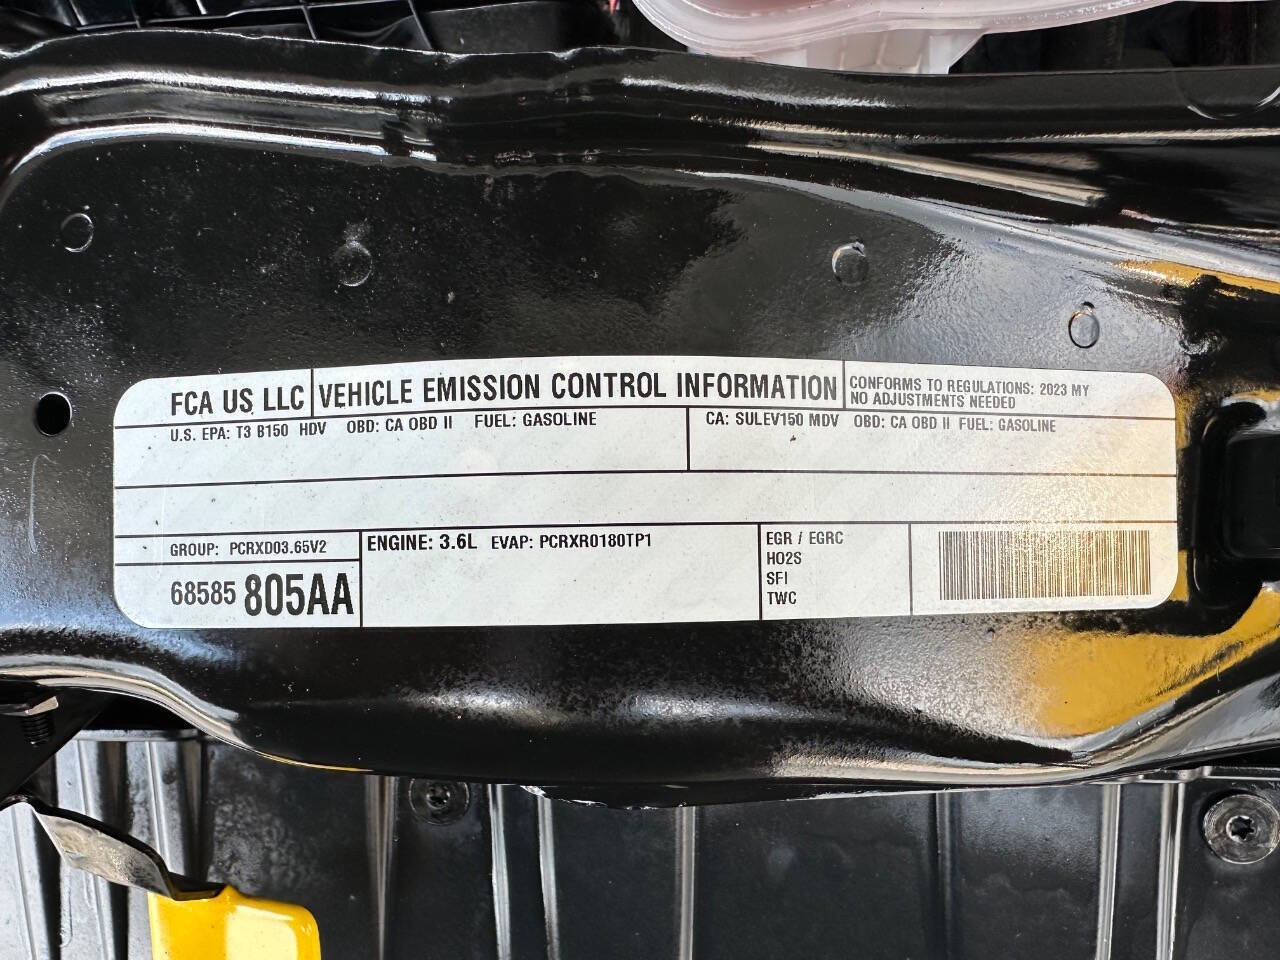 FCA US LLC
VEHICLE EMISSION CONTROL INFORMATION
CONFORMS TO REGULATIONS: 2023 MY
NO ADJUSTMENTS NEEDED
U.S. EPA: T3 B150 HDV OBD: CA OBD II FUEL: GASOLINE
CA: SULEV150 MDV OBD: CA OBD II FUEL: GASOLINE
GROUP: PCRXD03.65V2
68585 805AA
ENGINE: 3.6L EVAP: PCRXR0180TP1
EGR / EGRC
HO2S
SFI
TWC